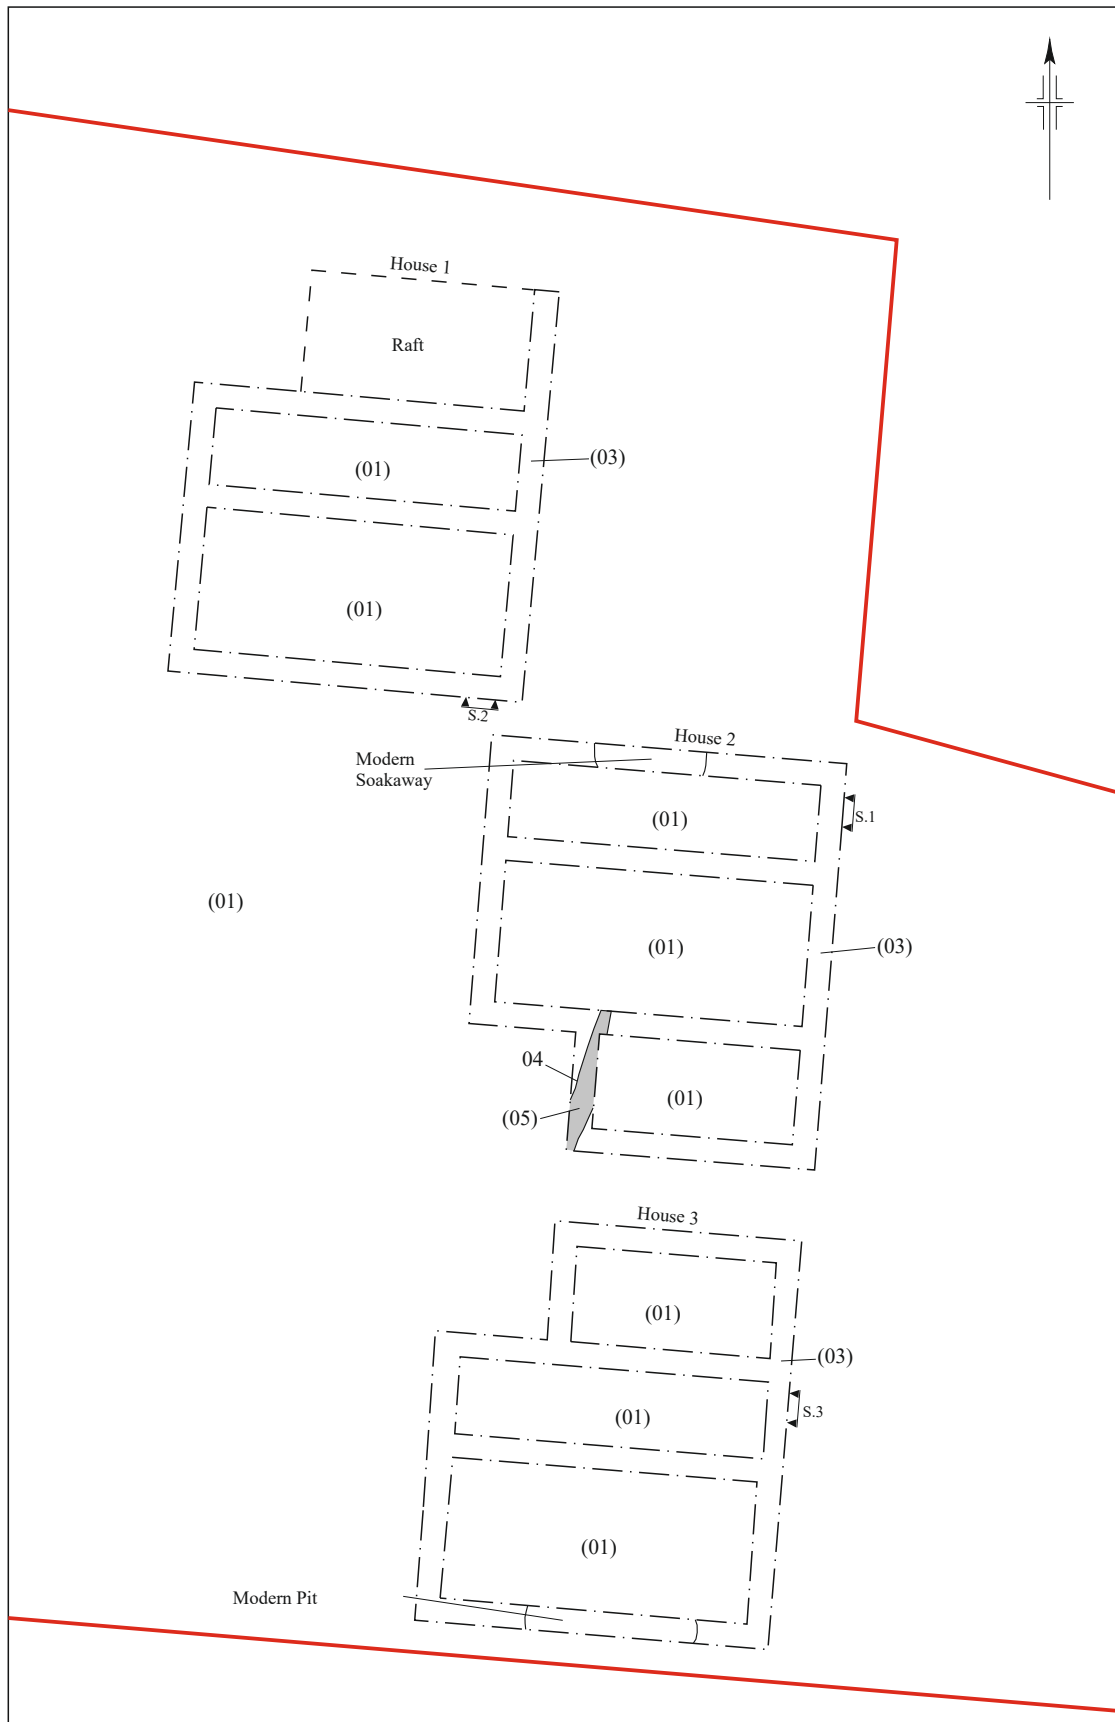 House 1
Raft
(03)
(01)
(01)
S.2
House 2
Modern
Soakaway
S.1
(01)
(01)
(03)
(01)
04
(01)
(05)
House 3
(01)
(03)
S.3
(01)
(01)
Modern Pit